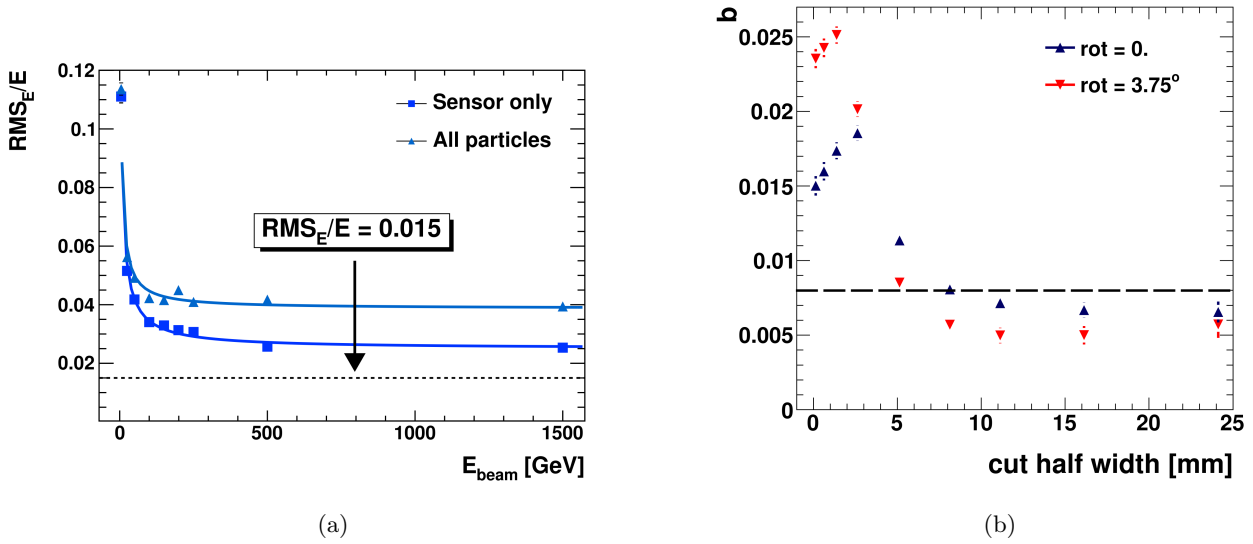 RMS_E/E
0.12
0.1
0.08
0.06
0.04
0.02
Sensor only
All particles
RMS_E/E = 0.015
0
500
1000
1500
E_beam [GeV]
(a)
b
0.025
0.02
0.015
0.01
0.005
0
rot = 0.
rot = 3.75°
0
5
10
15
20
25
cut half width [mm]
(b)